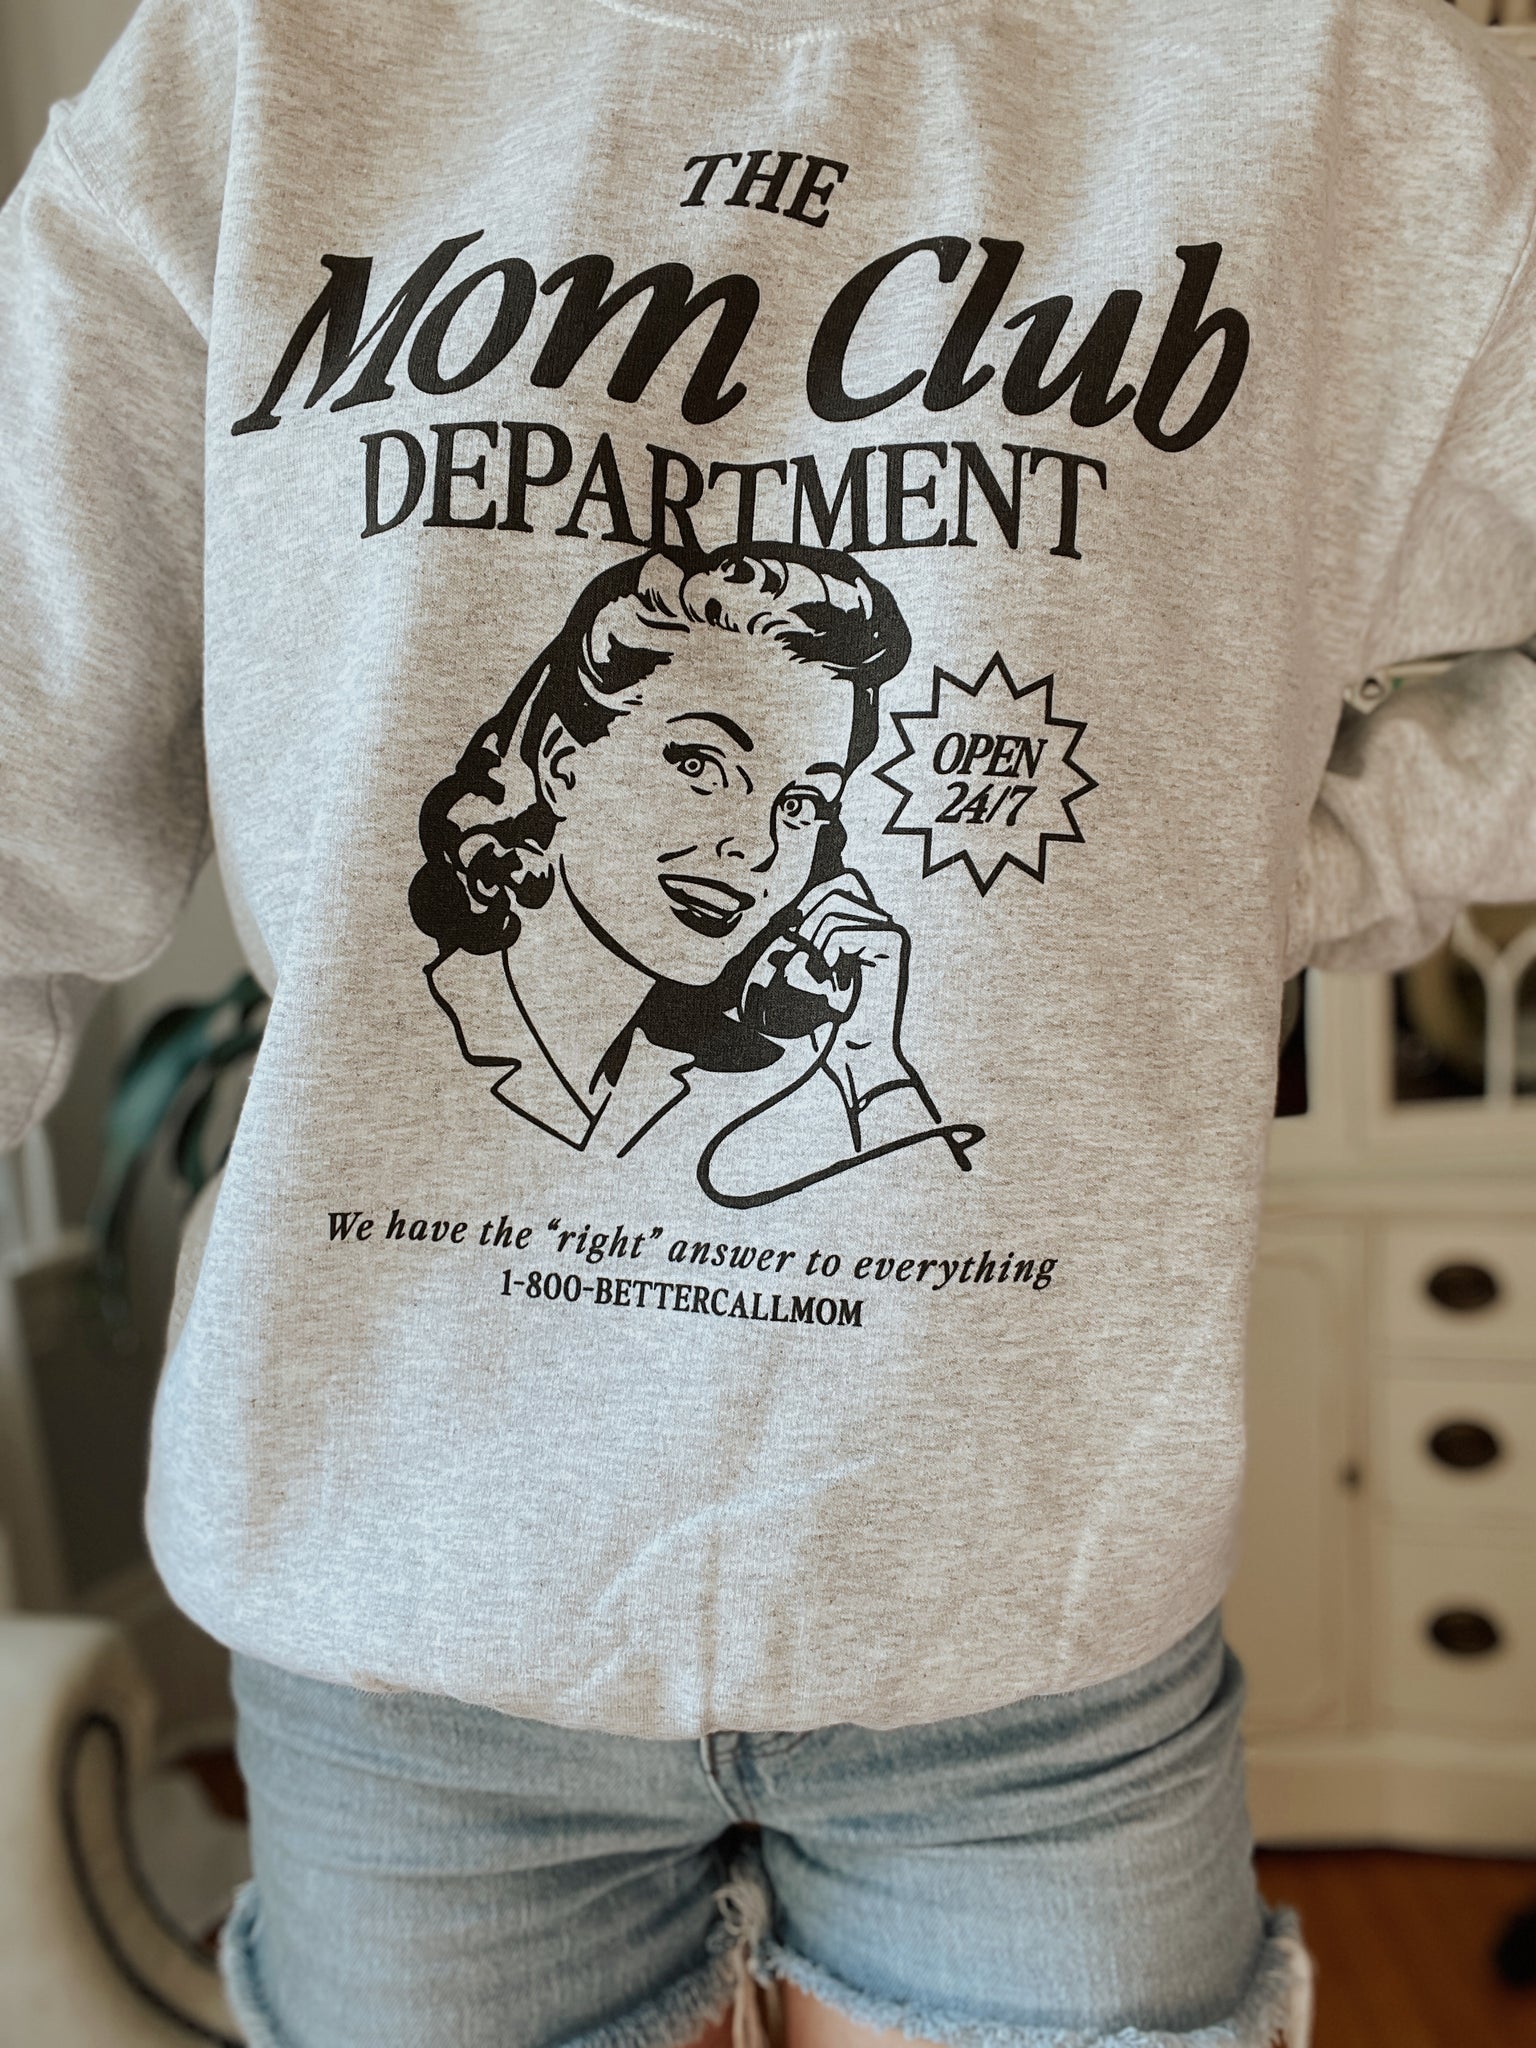 THE
Mom Club
DEPARTMENT
OPEN
24/7
We have the “right” answer to everything
1-800-BETTERCALLMOM